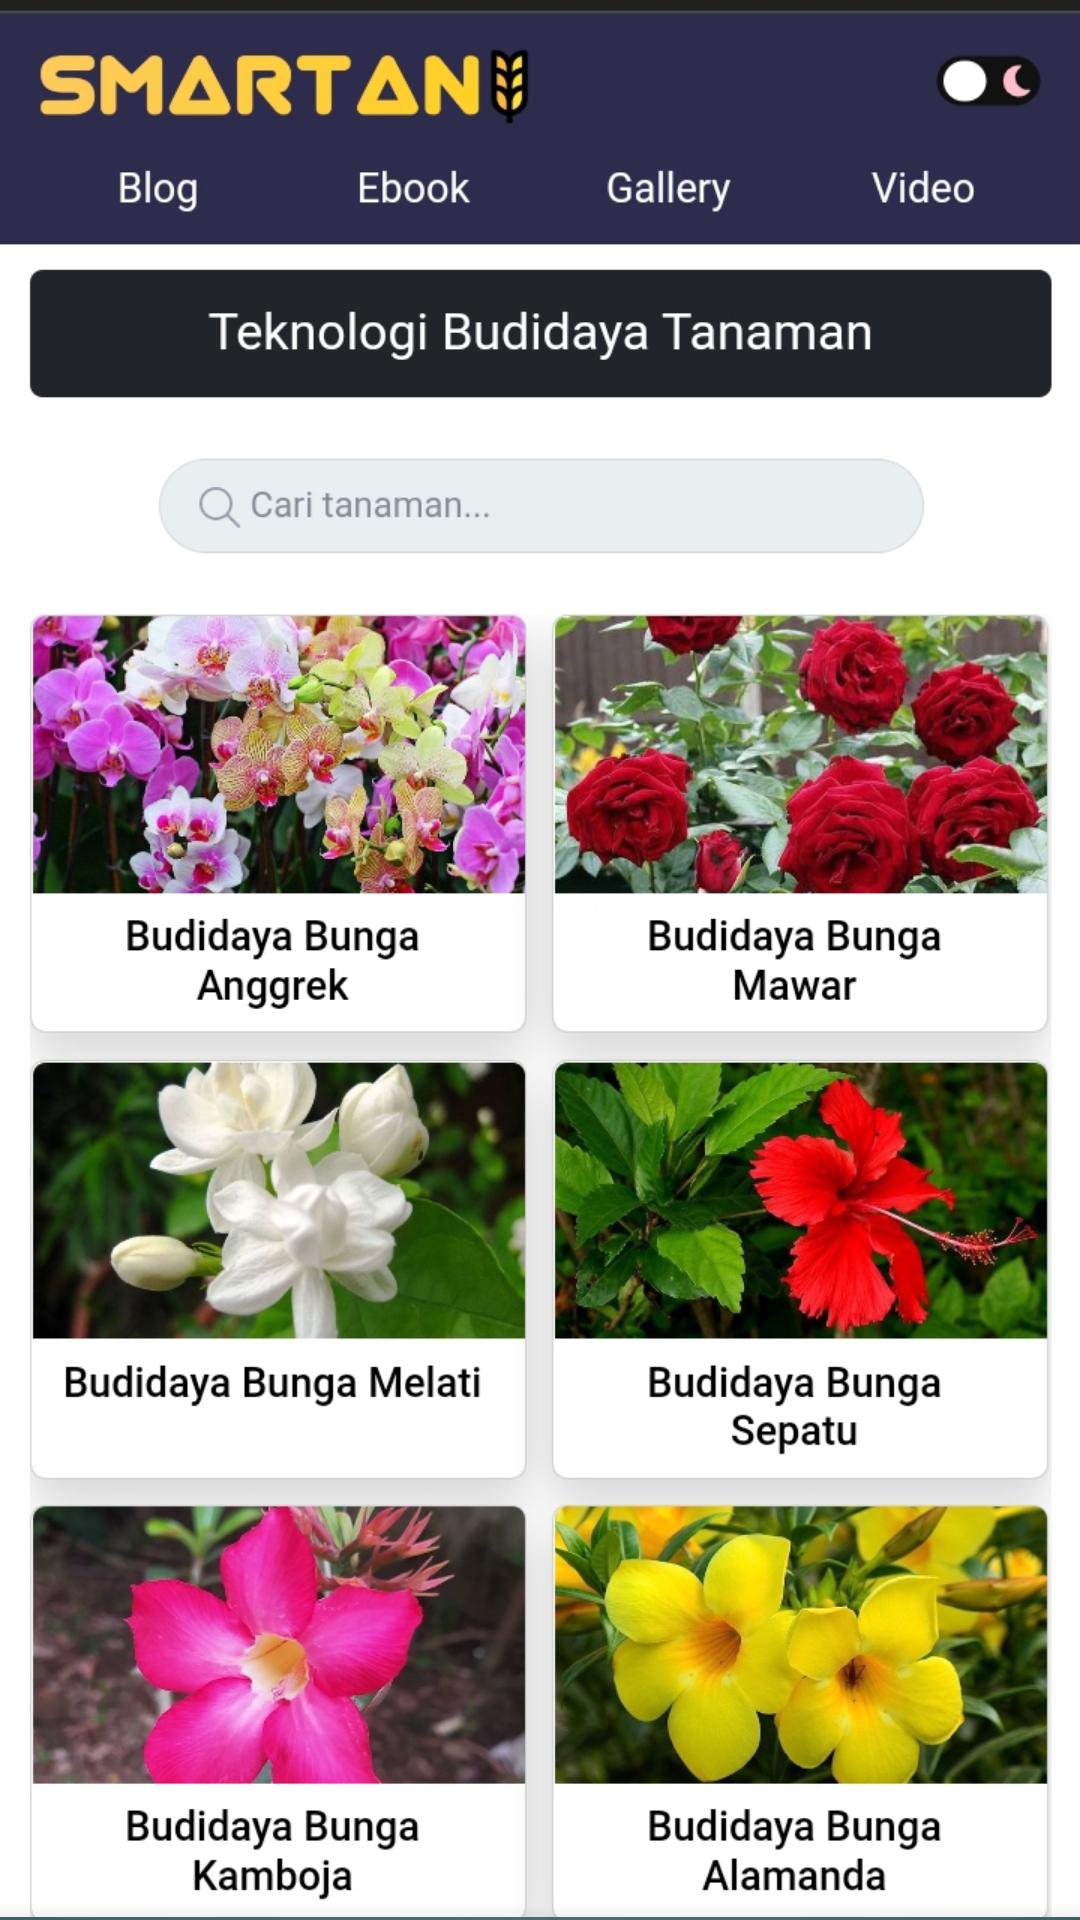 SMARTAN
Blog Ebook Gallery Video
Teknologi Budidaya Tanaman
Cari tanaman...
Budidaya Bunga
Anggrek
Budidaya Bunga
Mawar
Budidaya Bunga Melati
Budidaya Bunga
Sepatu
Budidaya Bunga
Kamboja
Budidaya Bunga
Alamanda